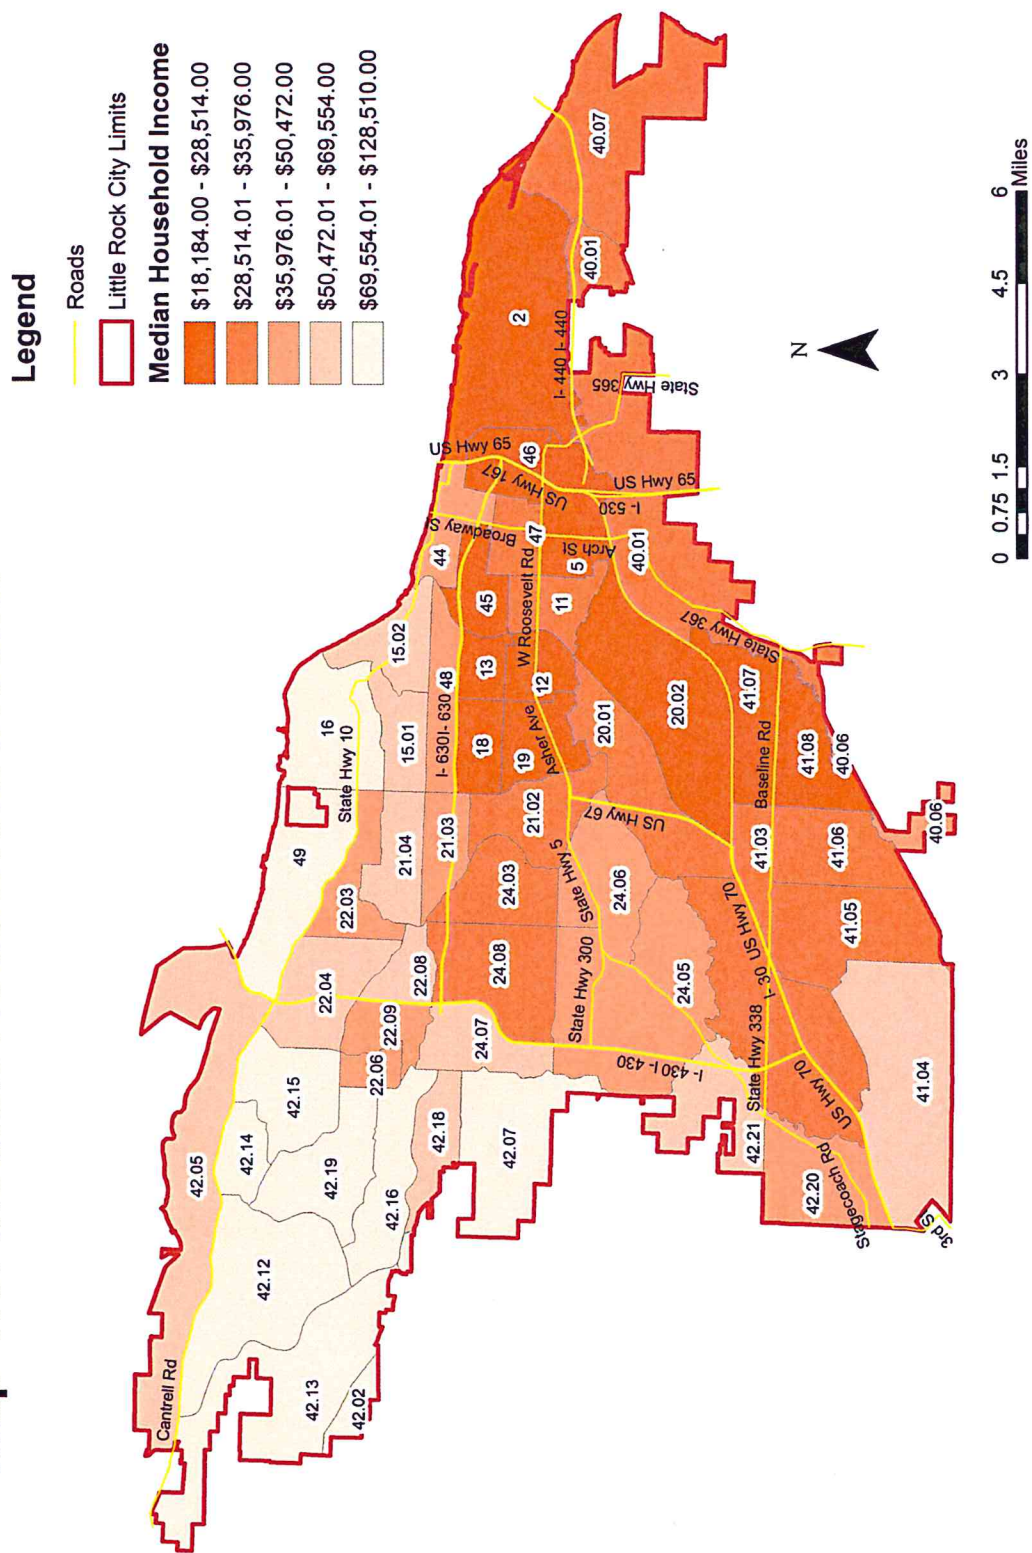 Legend
Roads
Little Rock City Limits
Median Household Income
$18,184.00 - $28,514.00
$28,514.01 - $35,976.00
$35,976.01 - $50,472.00
$50,472.01 - $69,554.00
$69,554.01 - $128,510.00
Cantrell Rd
42.05
42.12
42.14
42.15
42.13
42.02
42.19
42.16
22.06
22.09
22.04
22.03
22.08
49
State Hwy 10
16
15.02
15.01
21.04
44
42.18
42.07
24.07
24.08
24.03
21.03
21.02
I- 630
I- 630
48
18
13
45
19
12
Asher Ave
W Roosevelt Rd
Broadway S
47
US Hwy 167
US Hwy 65
46
2
11
5
Arch St
I- 530
US Hwy 65
I- 440
I- 440
40.01
40.07
State Hwy 5
State Hwy 300
24.06
24.05
US Hwy 67
20.01
20.02
40.01
State Hwy 367
State Hwy
365
I- 430
I- 430
State Hwy 338
I- 30
US Hwy 70
41.03
Baseline Rd
41.07
42.21
42.20
Stagecoach Rd
US Hwy 70
41.05
41.06
41.08
40.06
40.06
41.04
3rd S
N
0 0.75 1.5 3 4.5 6
Miles